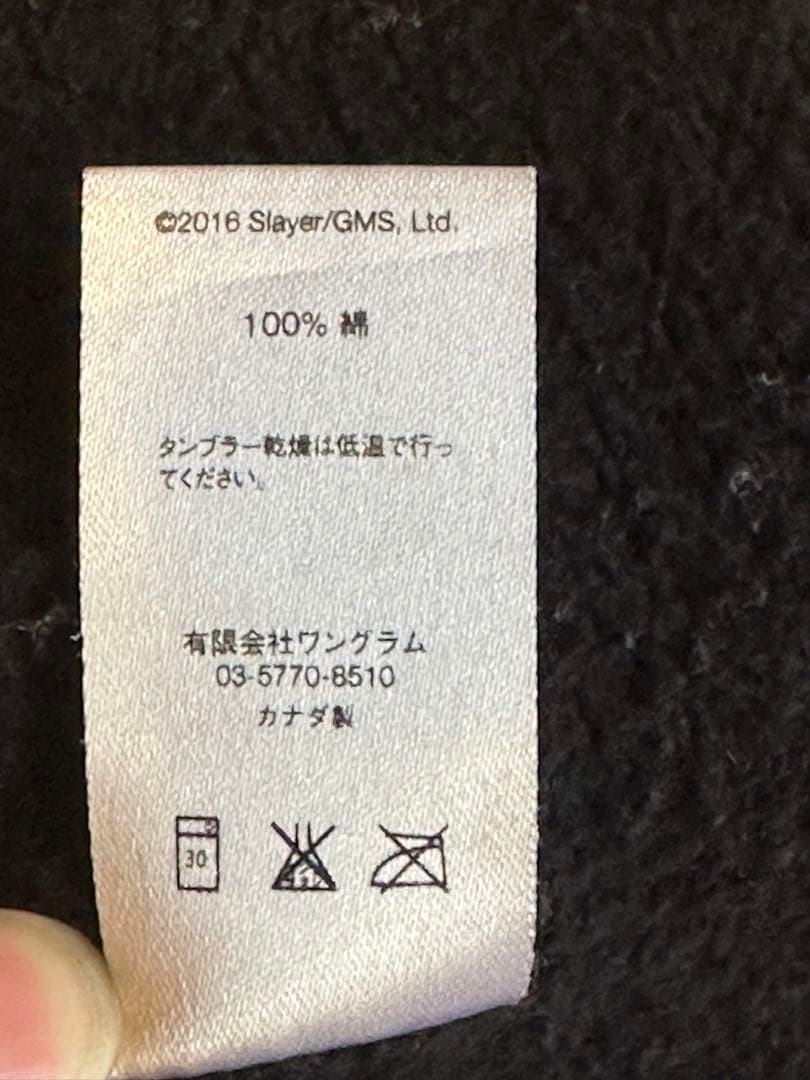 ©2016 Slayer/GMS, Ltd.
100% 綿
タンブラー乾燥は低温で行っ
てください。
有限会社ワングラム
03-5770-8510
カナダ製
30